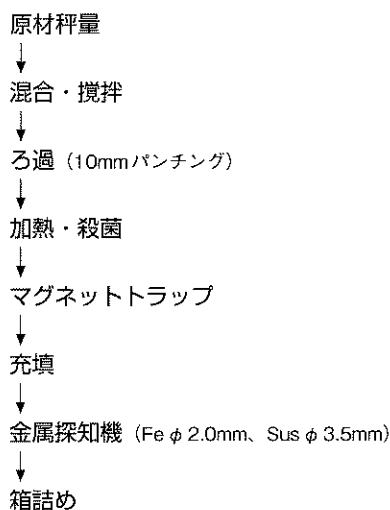 原材秤量
混合・撹拌
ろ過（10mmパンチング）
加熱・殺菌
マグネットトラップ
充填
金属探知機（Fe φ 2.0mm、Sus φ 3.5mm）
箱詰め